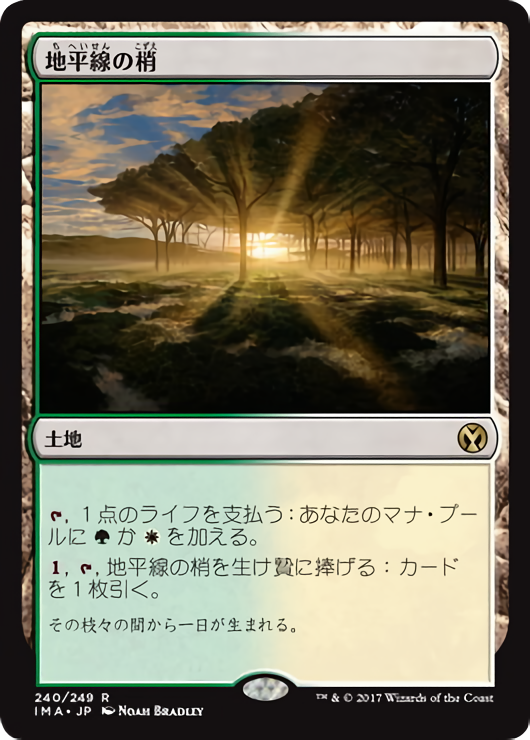 地平線の梢
土地
, 1点のライフを支払う:あなたのマナ・プー
ルに か を加える。
1, , 地平線の梢を生け贄に捧げる:カード
を1枚引く。
その枝々の間から一日が生まれる。
240/249 R
IMA・JP NOAH BRADLEY
™ & © 2017 Wizards of the Coast